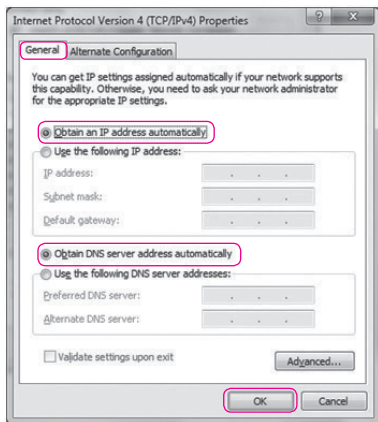 Internet Protocol Version 4 (TCP/IPv4) Properties
General
Alternate Configuration
You can get IP settings assigned automatically if your network supports
this capability. Otherwise, you need to ask your network administrator
for the appropriate IP settings.
Obtain an IP address automatically
Use the following IP address:
IP address:
Subnet mask:
Default gateway:
Obtain DNS server address automatically
Use the following DNS server addresses:
Preferred DNS server:
Alternate DNS server:
Validate settings upon exit
Advanced...
OK
Cancel